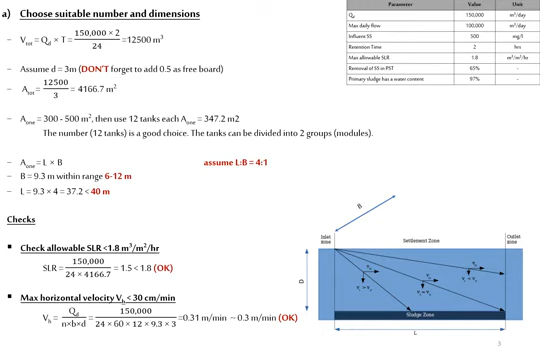 a) Choose suitable number and dimensions
– Vtot = Qd × T = 150,000 × 2 / 24 =12500 m³
– Assume d = 3m (DON'T forget to add 0.5 as free board)
– Atot= 12500 / 3 = 4166.7 m²
– Aone = 300 - 500 m², then use 12 tanks each Aone = 347.2 m2
The number (12 tanks) is a good choice. The tanks can be divided into 2 groups (modules).
– Aone = L × B assume L:B = 4:1
– B = 9.3 m within range 6-12 m
– L = 9.3 × 4 = 37.2 < 40 m
Checks
▪ Check allowable SLR <1.8 m³/m²/hr
SLR = 150,000 / 24 × 4166.7 = 1.5 < 1.8 (OK)
▪ Max horizontal velocity Vh < 30 cm/min
Vh = Qd / n×b×d = 150,000 / 24 × 60 × 12 × 9.3 × 3 =0.31 m/min ~ 0.3 m/min (OK)
Parameter Value Unit
Qd 150,000 m³/day
Max daily flow 100,000 m³/day
Influent SS 500 mg/l
Retention Time 2 hrs
Max allowable SLR 1.8 m³/m²/hr
Removal of SS in PST 65% -
Primary sludge has a water content 97% -
B
Inlet zone
Settlement Zone
Outlet zone
D
Sludge Zone
L
3